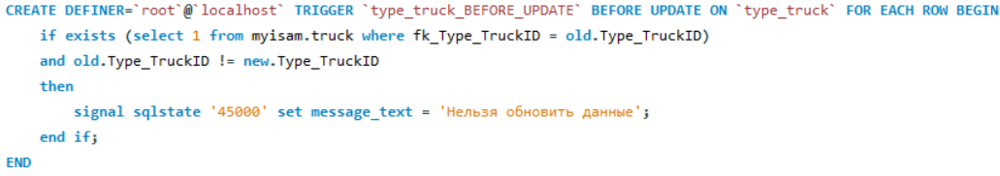 CREATE DEFINER=`root`@`localhost` TRIGGER `type_truck_BEFORE_UPDATE` BEFORE UPDATE ON `type_truck` FOR EACH ROW BEGIN
if exists (select 1 from myisam.truck where fk_Type_TruckID = old.Type_TruckID)
and old.Type_TruckID != new.Type_TruckID
then
signal sqlstate '45000' set message_text = 'Нельзя обновить данные';
end if;
END